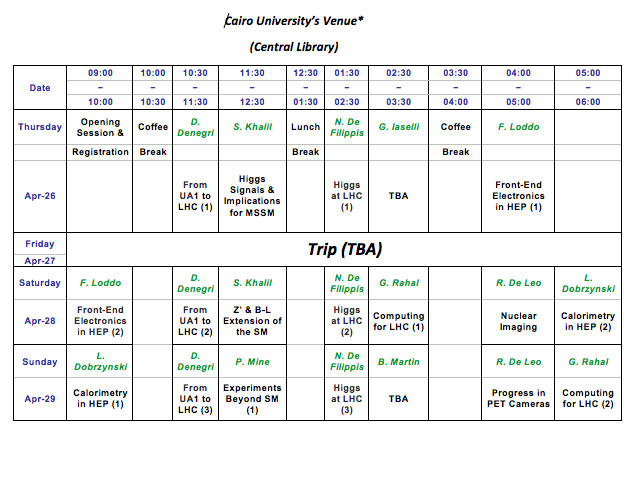 Cairo University's Venue*
(Central Library)
Date 09:00 – 10:00 10:00 – 10:30 10:30 – 11:30 11:30 – 12:30 12:30 – 01:30 01:30 – 02:30 02:30 – 03:30 03:30 – 04:00 04:00 – 05:00 05:00 – 06:00
Thursday Opening Session & Coffee D. Denegri S. Khalil Lunch N. De Filippis G. Iaselli Coffee F. Loddo
Registration Break Break Break
Apr-26 From UA1 to LHC (1) Higgs Signals & Implications for MSSM Higgs at LHC (1) TBA Front-End Electronics in HEP (1)
Friday
Apr-27
Trip (TBA)
Saturday F. Loddo D. Denegri S. Khalil N. De Filippis G. Rahal R. De Leo L. Dobrzynski
Apr-28 Front-End Electronics in HEP (2) From UA1 to LHC (2) Z' & B-L Extension of the SM Higgs at LHC (2) Computing for LHC (1) Nuclear Imaging Calorimetry in HEP (2)
Sunday L. Dobrzynski D. Denegri P. Mine N. De Filippis B. Martin R. De Leo G. Rahal
Apr-29 Calorimetry in HEP (1) From UA1 to LHC (3) Experiments Beyond SM (1) Higgs at LHC (3) TBA Progress in PET Cameras Computing for LHC (2)